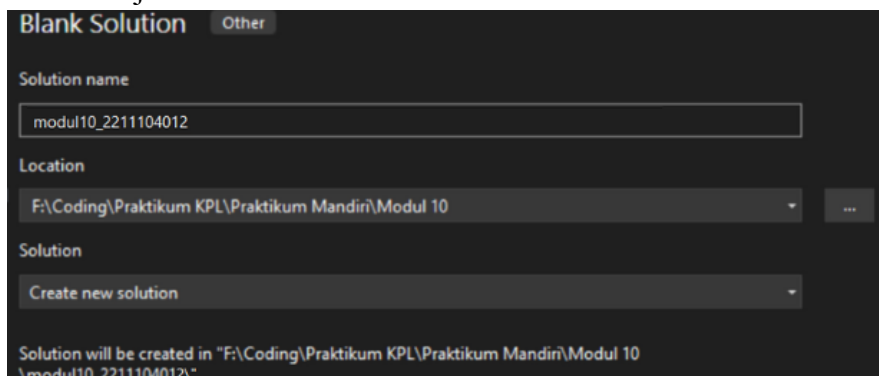 Blank Solution Other
Solution name
modul10_2211104012
Location
F:\Coding\Praktikum KPL\Praktikum Mandiri\Modul 10
...
Solution
Create new solution
Solution will be created in "F:\Coding\Praktikum KPL\Praktikum Mandiri\Modul 10
\modul10_2211104012\"